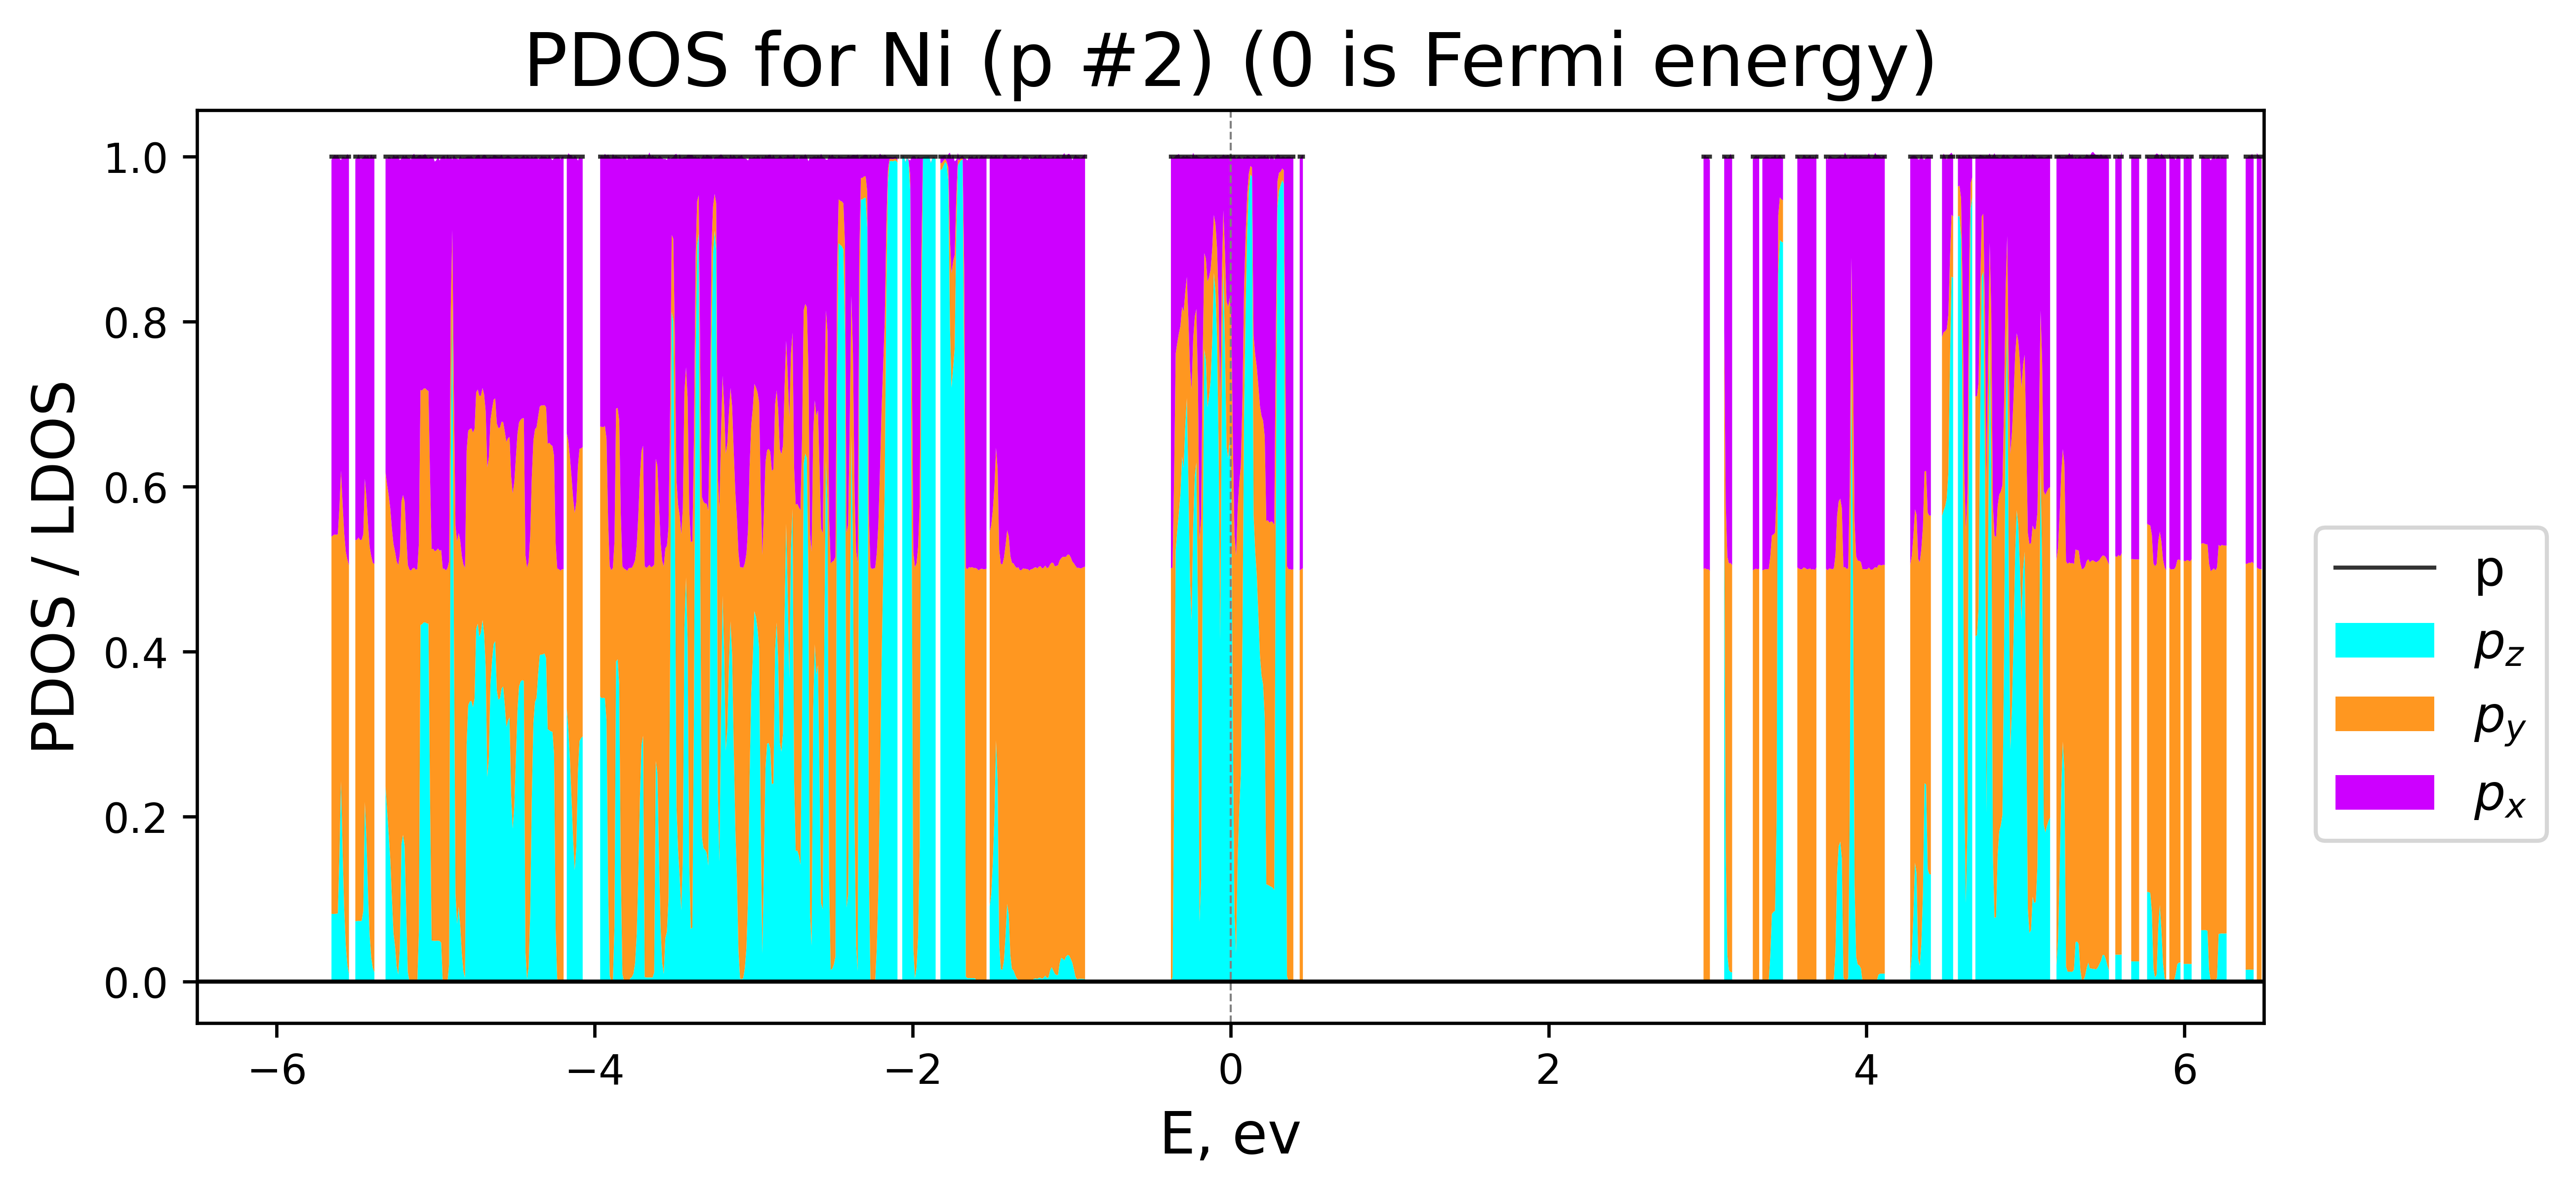 PDOS for Ni (p #2) (0 is Fermi energy)
PDOS / LDOS
1.0
0.8
0.6
0.4
0.2
0.0
−6 −4 −2 0 2 4 6
E, ev
p
p_z
p_y
p_x